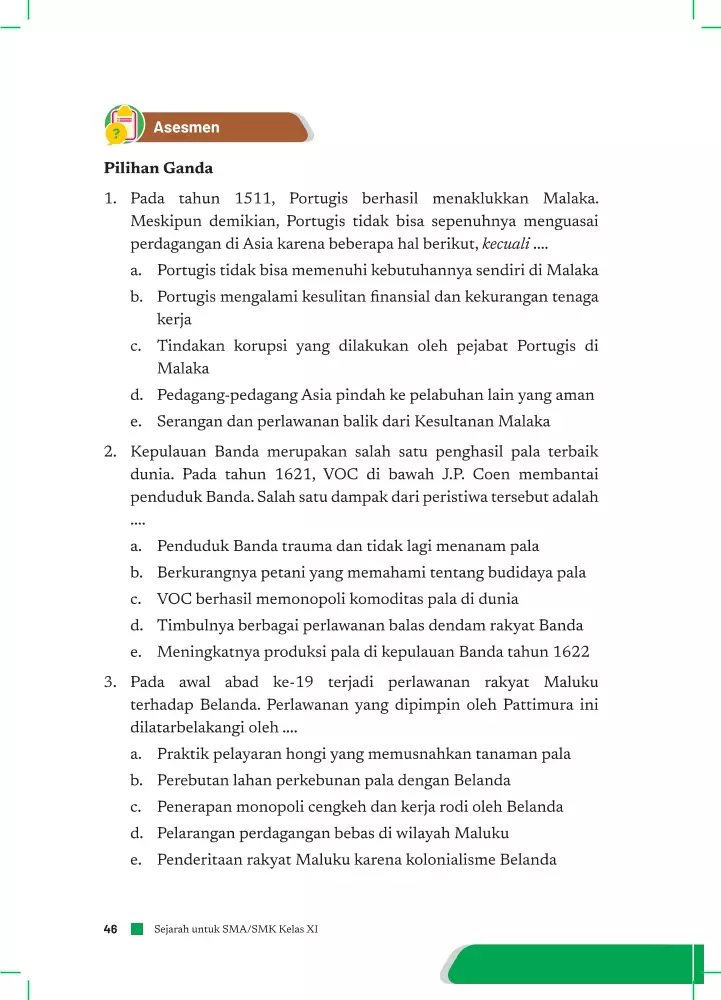 Asesmen
Pilihan Ganda
1. Pada tahun 1511, Portugis berhasil menaklukkan Malaka.
Meskipun demikian, Portugis tidak bisa sepenuhnya menguasai
perdagangan di Asia karena beberapa hal berikut, kecuali ....
a. Portugis tidak bisa memenuhi kebutuhannya sendiri di Malaka
b. Portugis mengalami kesulitan finansial dan kekurangan tenaga
kerja
c. Tindakan korupsi yang dilakukan oleh pejabat Portugis di
Malaka
d. Pedagang-pedagang Asia pindah ke pelabuhan lain yang aman
e. Serangan dan perlawanan balik dari Kesultanan Malaka
2. Kepulauan Banda merupakan salah satu penghasil pala terbaik
dunia. Pada tahun 1621, VOC di bawah J.P. Coen membantai
penduduk Banda. Salah satu dampak dari peristiwa tersebut adalah
....
a. Penduduk Banda trauma dan tidak lagi menanam pala
b. Berkurangnya petani yang memahami tentang budidaya pala
c. VOC berhasil memonopoli komoditas pala di dunia
d. Timbulnya berbagai perlawanan balas dendam rakyat Banda
e. Meningkatnya produksi pala di kepulauan Banda tahun 1622
3. Pada awal abad ke-19 terjadi perlawanan rakyat Maluku
terhadap Belanda. Perlawanan yang dipimpin oleh Pattimura ini
dilatarbelakangi oleh ....
a. Praktik pelayaran hongi yang memusnahkan tanaman pala
b. Perebutan lahan perkebunan pala dengan Belanda
c. Penerapan monopoli cengkeh dan kerja rodi oleh Belanda
d. Pelarangan perdagangan bebas di wilayah Maluku
e. Penderitaan rakyat Maluku karena kolonialisme Belanda
46 Sejarah untuk SMA/SMK Kelas XI